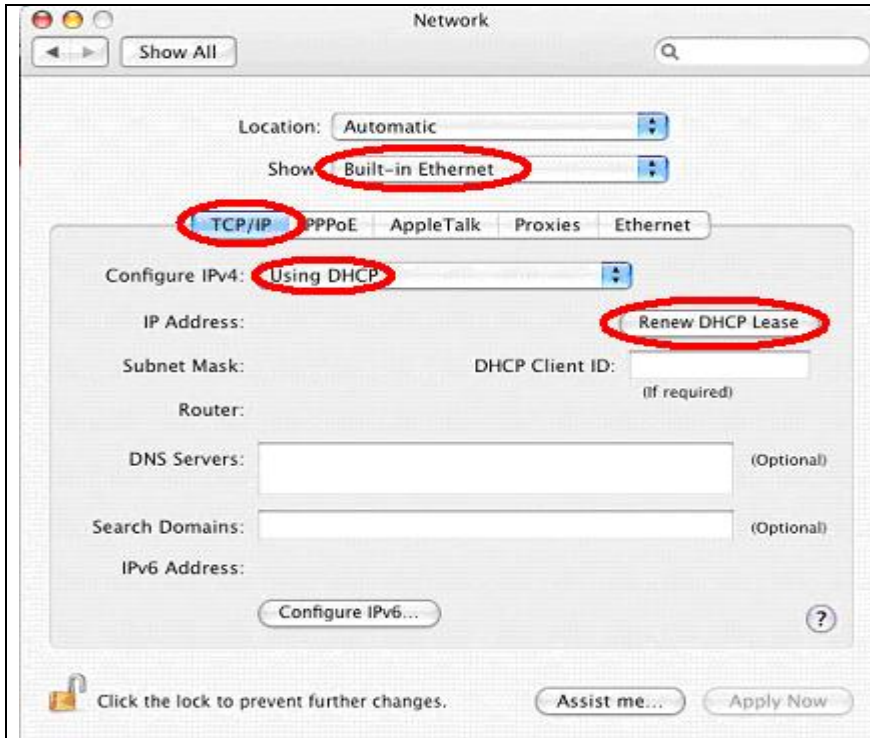 Network
Show All
Location: Automatic
Show Built-in Ethernet
TCP/IP PPPoE AppleTalk Proxies Ethernet
Configure IPv4: Using DHCP
IP Address: Renew DHCP Lease
Subnet Mask: DHCP Client ID:
(If required)
Router:
DNS Servers: (Optional)
Search Domains: (Optional)
IPv6 Address:
Configure IPv6... ?
Click the lock to prevent further changes. Assist me... Apply Now